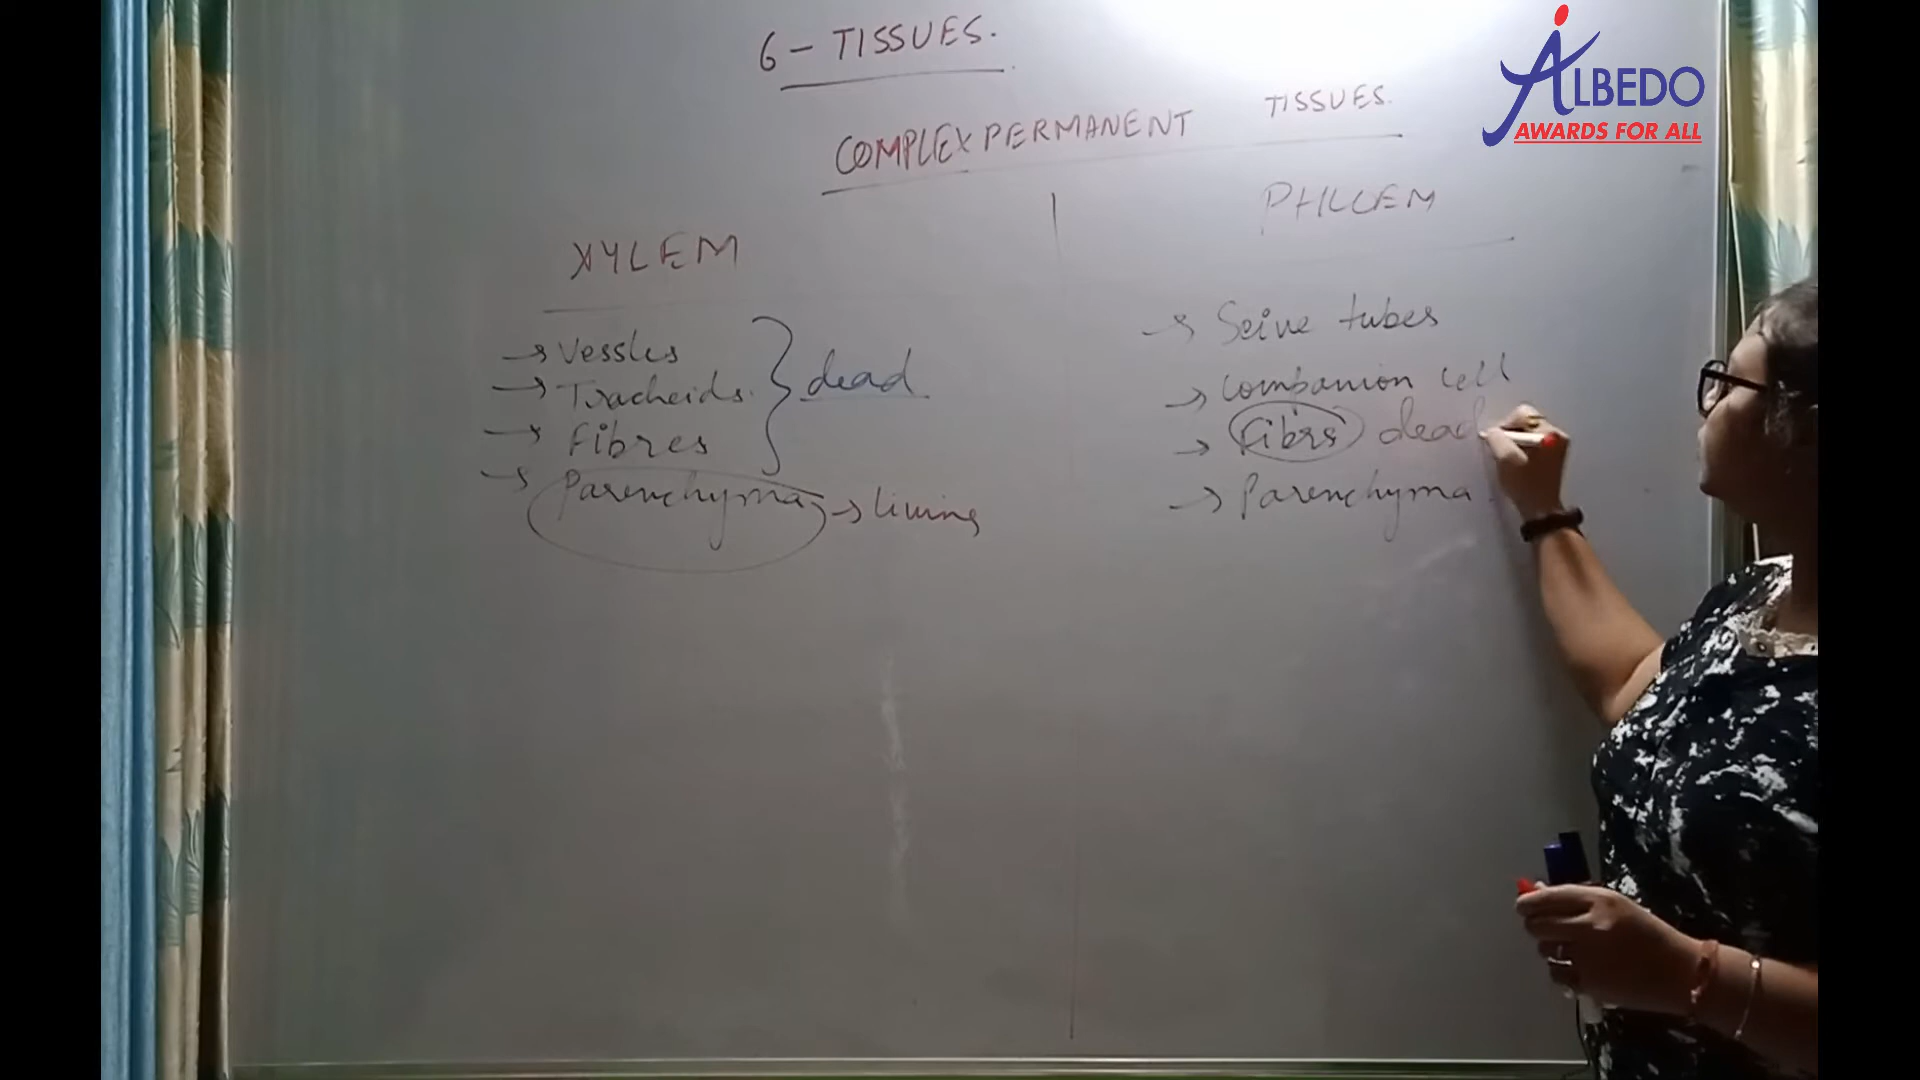 6 - TISSUES.
COMPLEX PERMANENT TISSUES.
XYLEM
→ Vessles
→ Tracheids.
→ Fibres
} dead
→ Parenchyma → living
PHLOEM
→ Seive tubes
→ Companion cell
→ Fibrs dead
→ Parenchyma
ALBEDO
AWARDS FOR ALL